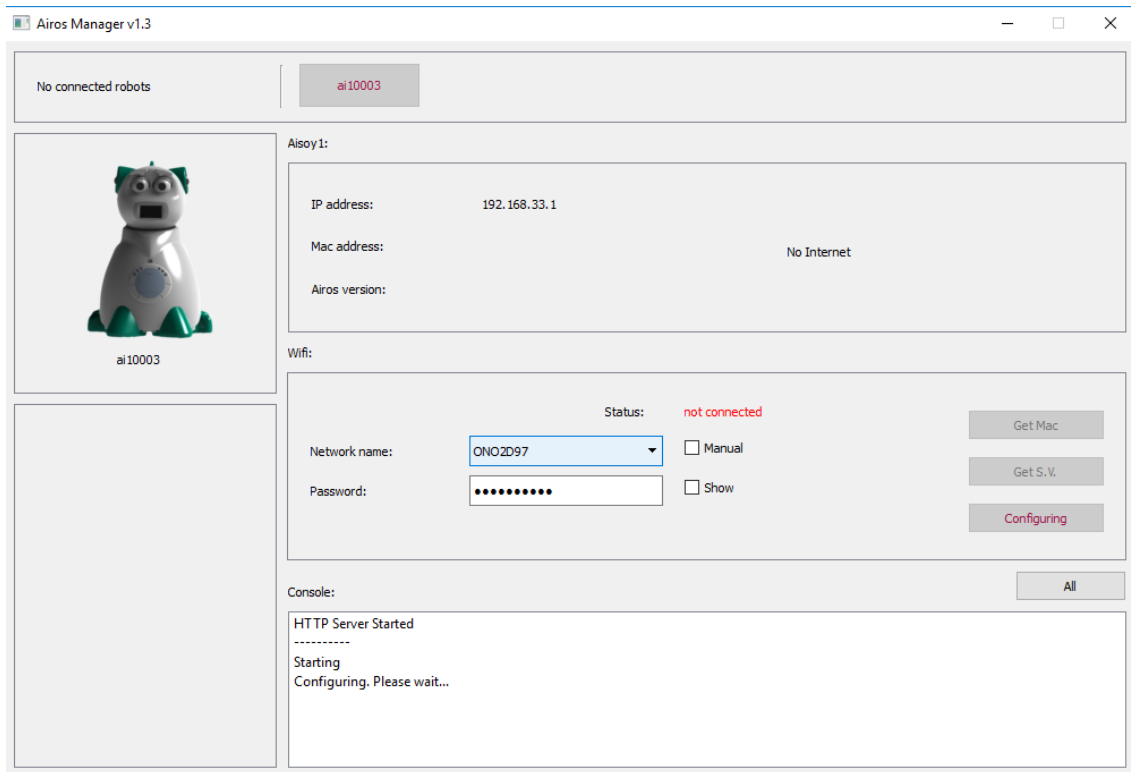 Airos Manager v1.3
No connected robots
ai10003
Aisoy1:
IP address: 192.168.33.1
Mac address:
No Internet
Airos version:
ai10003
Wifi:
Status: not connected
Get Mac
Network name: ONO2D97
Manual
Get S.V.
Password: ●●●●●●●●●●
Show
Configuring
All
Console:
HTTP Server Started
----------
Starting
Configuring. Please wait...